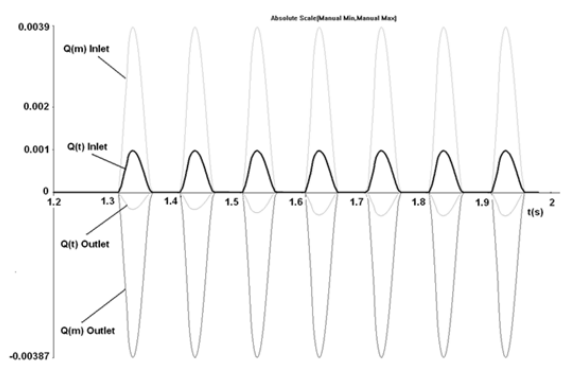 Absolute Scale[Manual Min,Manual Max]
0.0039
Q(m) Inlet
0.002
0.001
Q(t) Inlet
0
1.2
1.3
1.4
1.5
1.6
1.7
1.8
1.9
2
t(s)
Q(t) Outlet
Q(m) Outlet
-0.00387